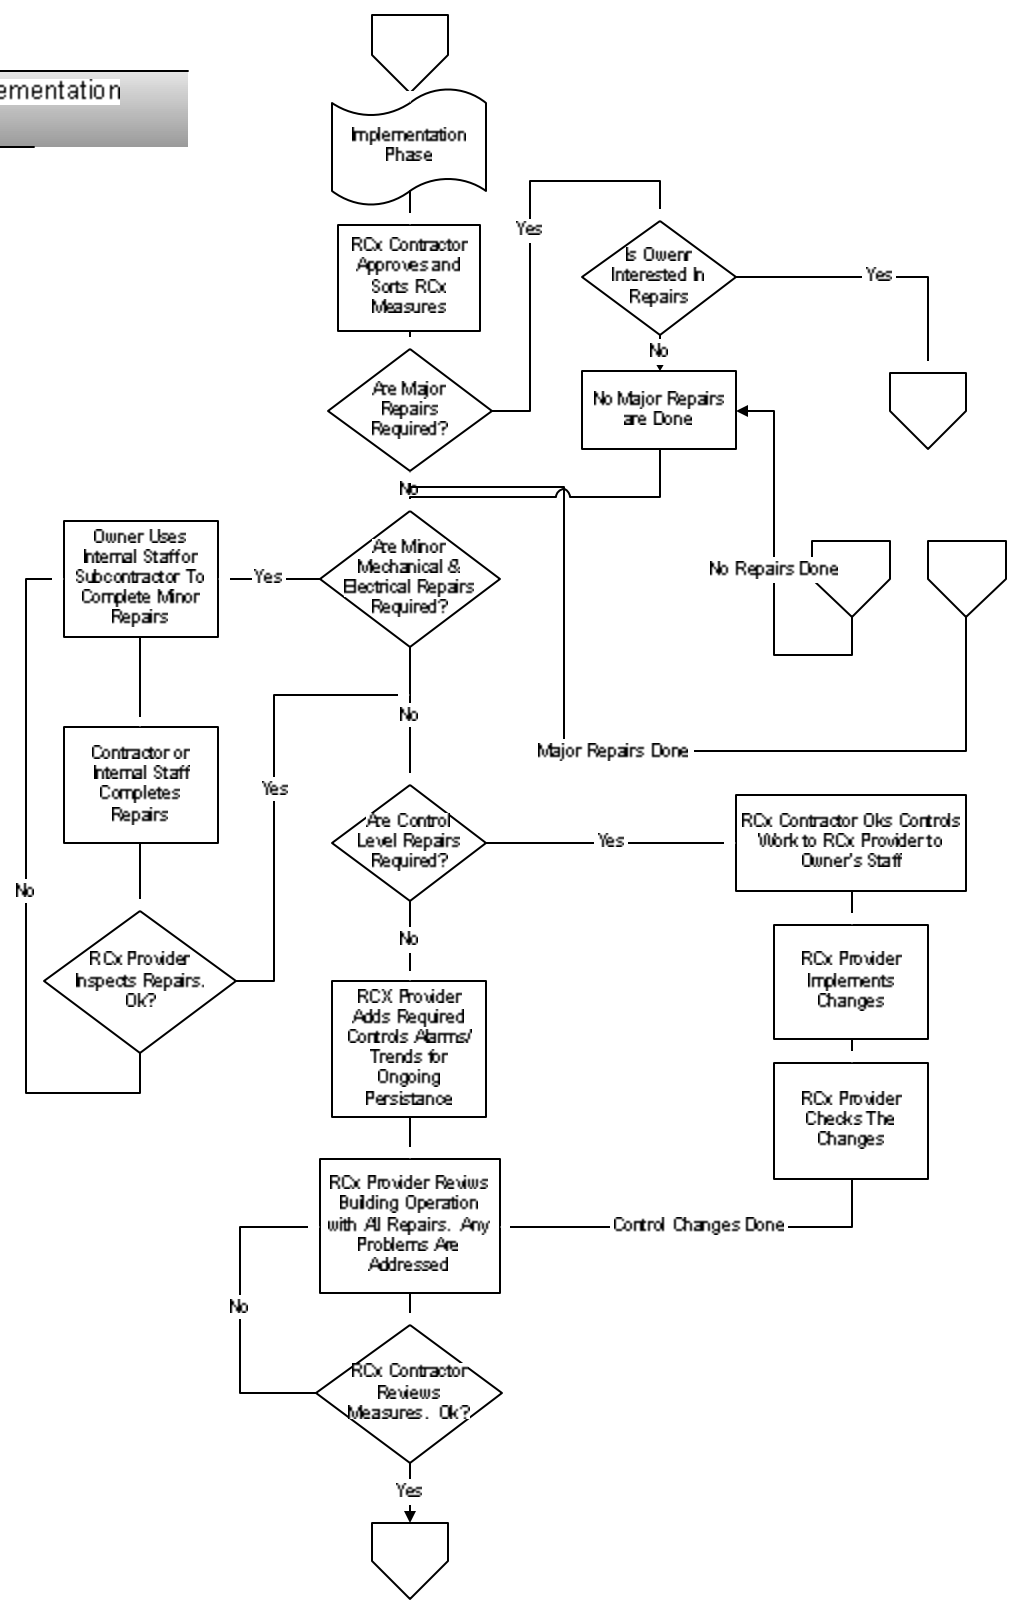 ementation
Implementation
Phase
RCx Contractor
Approves and
Sorts RCx
Measures
Yes
Is Owenr
Interested In
Repairs
Yes
No
Are Major
Repairs
Required?
No Major Repairs
are Done
No
Owner Uses
Internal Staff or
Subcontractor To
Complete Minor
Repairs
Yes
Are Minor
Mechanical &
Electrical Repairs
Required?
No Repairs Done
No
Major Repairs Done
Contractor or
Internal Staff
Completes
Repairs
Yes
Are Control
Level Repairs
Required?
Yes
RCx Contractor Oks Controls
Work to RCx Provider to
Owner's Staff
No
No
RCx Provider
Inspects Repairs.
Ok?
RCx Provider
Implements
Changes
RCX Provider
Adds Required
Controls Alarms/
Trends for
Ongoing
Persistance
RCx Provider
Checks The
Changes
RCx Provider Reviws
Building Operation
with All Repairs. Any
Problems Are
Addressed
Control Changes Done
No
RCx Contractor
Reviews
Measures. Ok?
Yes